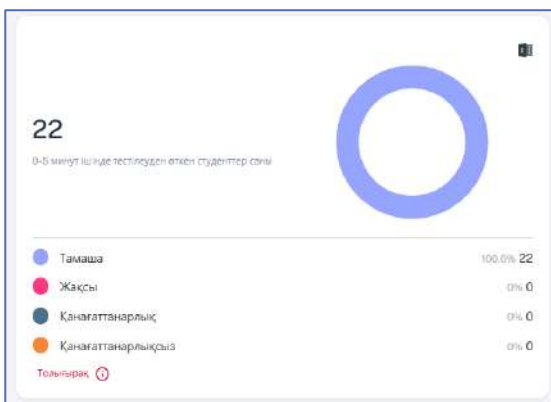 22
0-5 минут ішінде тестілеуден өткен студенттер саны
Тамаша 100.0% 22
Жақсы 0% 0
Қанағаттанарлық 0% 0
Қанағаттанарлықсыз 0% 0
Толығырақ